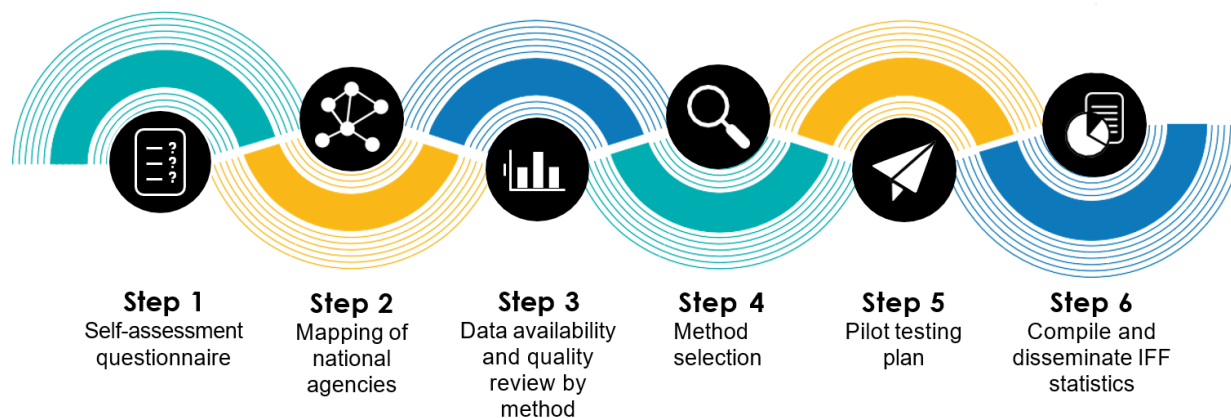 Step 1
Self-assessment
questionnaire
Step 2
Mapping of
national
agencies
Step 3
Data availability
and quality
review by
method
Step 4
Method
selection
Step 5
Pilot testing
plan
Step 6
Compile and
disseminate IFF
statistics